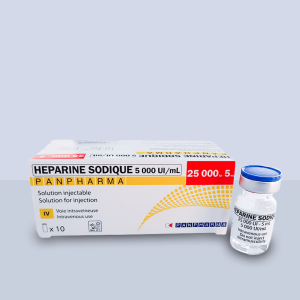 HEPARINE SODIQUE 5 000 UI/mL
25 000
5
PANPHARMA
Solution injectable
Solution for injection
IV
Voie intraveineuse
Intravenous use
x 10
PANPHARMA
HEPARINE SODIQUE
25 000 UI - 5 mL
5 000 UI/mL